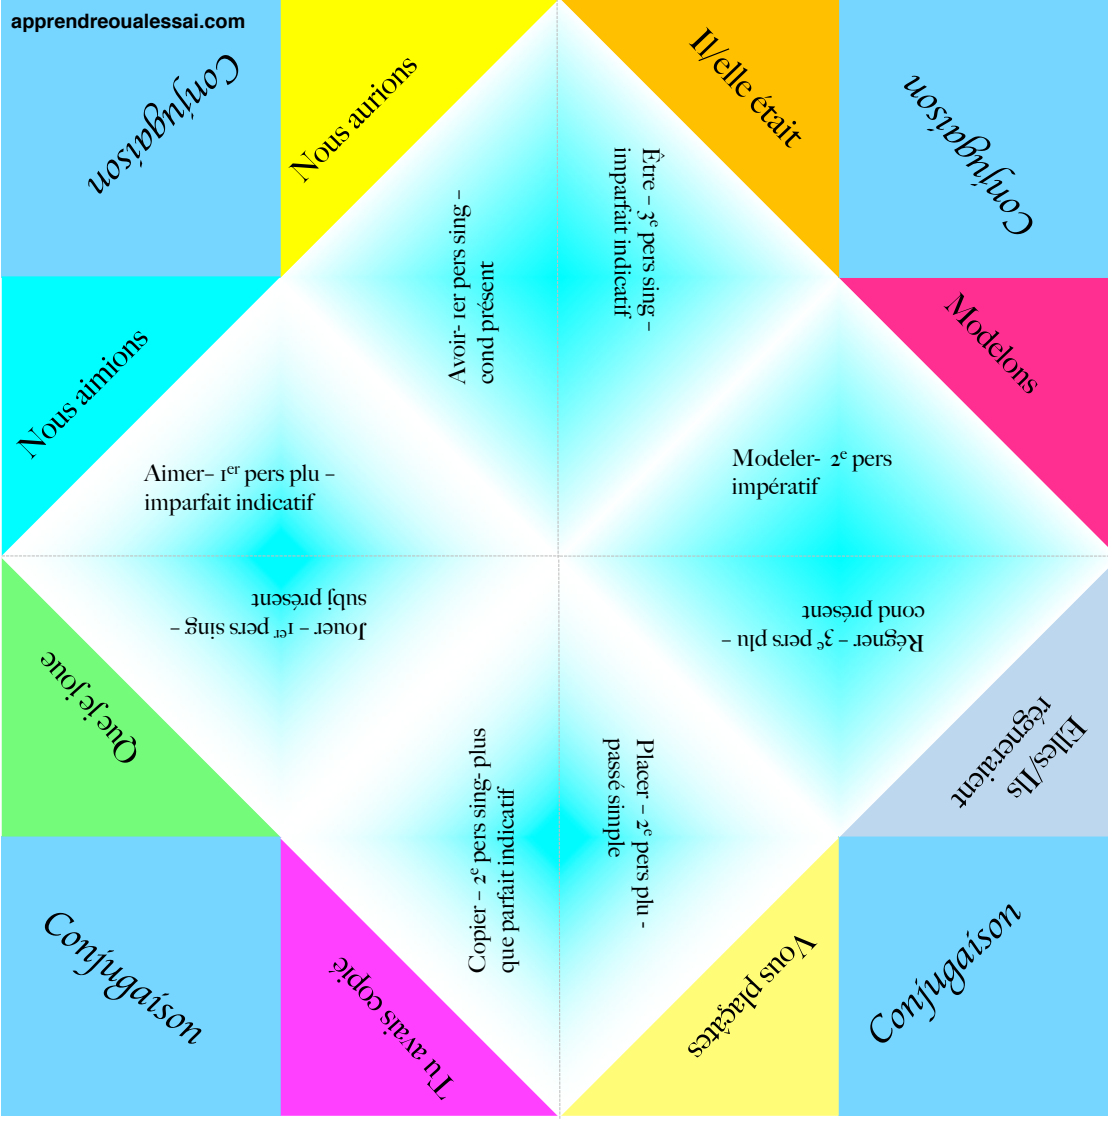 apprendreoualessai.com
Conjugaison
Nous aurions
Il/elle était
Conjugaison
Nous aimions
Avoir- 1er pers sing –
cond présent
Être – 3e pers sing –
imparfait indicatif
Modelons
Aimer– 1er pers plu –
imparfait indicatif
Modeler-  2e pers
impératif
Jouer – 1er pers sing –
subj présent
Régner – 3e pers plu –
cond présent
Que je joue
Copier – 2e pers sing- plus
que parfait indicatif
Placer – 2e pers plu -
passé simple
Elles/Ils
régneraient
Conjugaison
Tu avais copié
Vous plaçâtes
Conjugaison